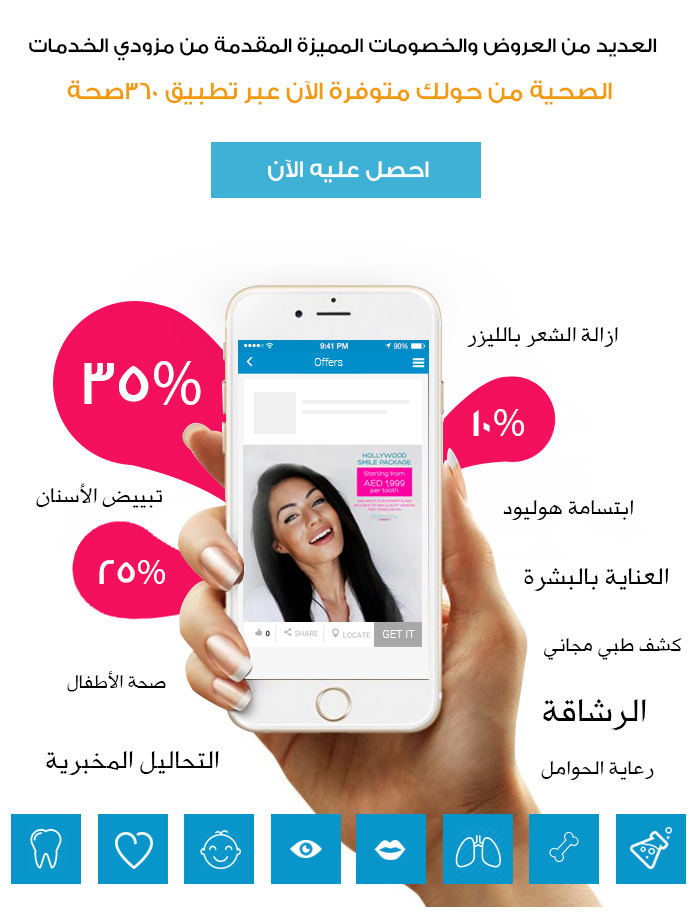 العديد من العروض والخصومات المميزة المقدمة من مزودي الخدمات
الصحية من حولك متوفرة الآن عبر تطبيق ٣٦٠صحة
احصل عليه الآن
ازالة الشعر بالليزر
٣٥%
١٠%
تبييض الأسنان
ابتسامة هوليود
٢٥%
العناية بالبشرة
كشف طبي مجاني
صحة الأطفال
الرشاقة
التحاليل المخبرية
رعاية الحوامل
9:41 PM
90%
Offers
HOLLYWOOD
SMILE PACKAGE
Starting from
AED 1,999
per tooth
0
SHARE
LOCATE
GET IT